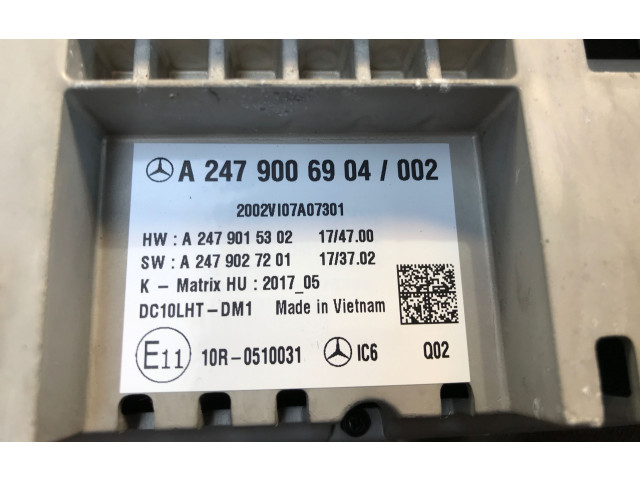 A 247 900 69 04 / 002
2002VI07A07301
HW : A 247 901 53 02 17/47.00
SW : A 247 902 72 01 17/37.02
K - Matrix HU : 2017_05
DC10LHT-DM1 Made in Vietnam
E11 10R-0510031 IC6 Q02